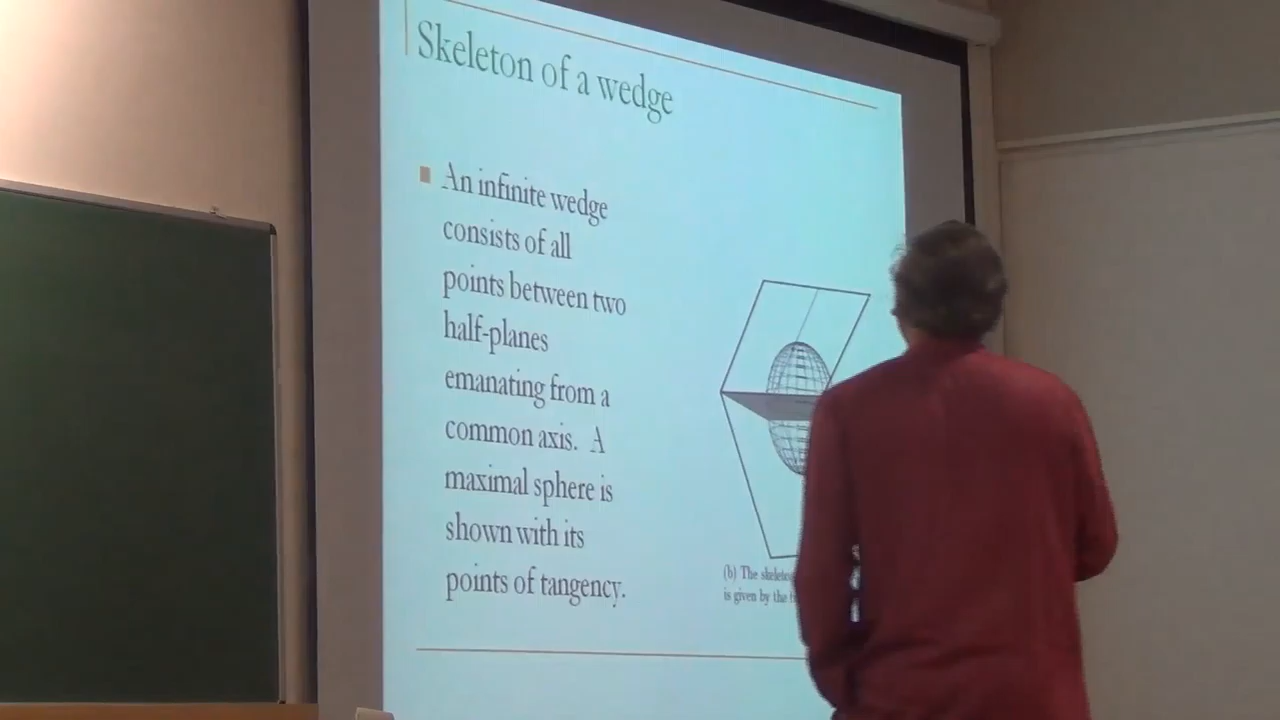 Skeleton of a wedge
An infinite wedge
consists of all
points between two
half-planes
emanating from a
common axis. A
maximal sphere is
shown with its
points of tangency.
(b) The
is given by the